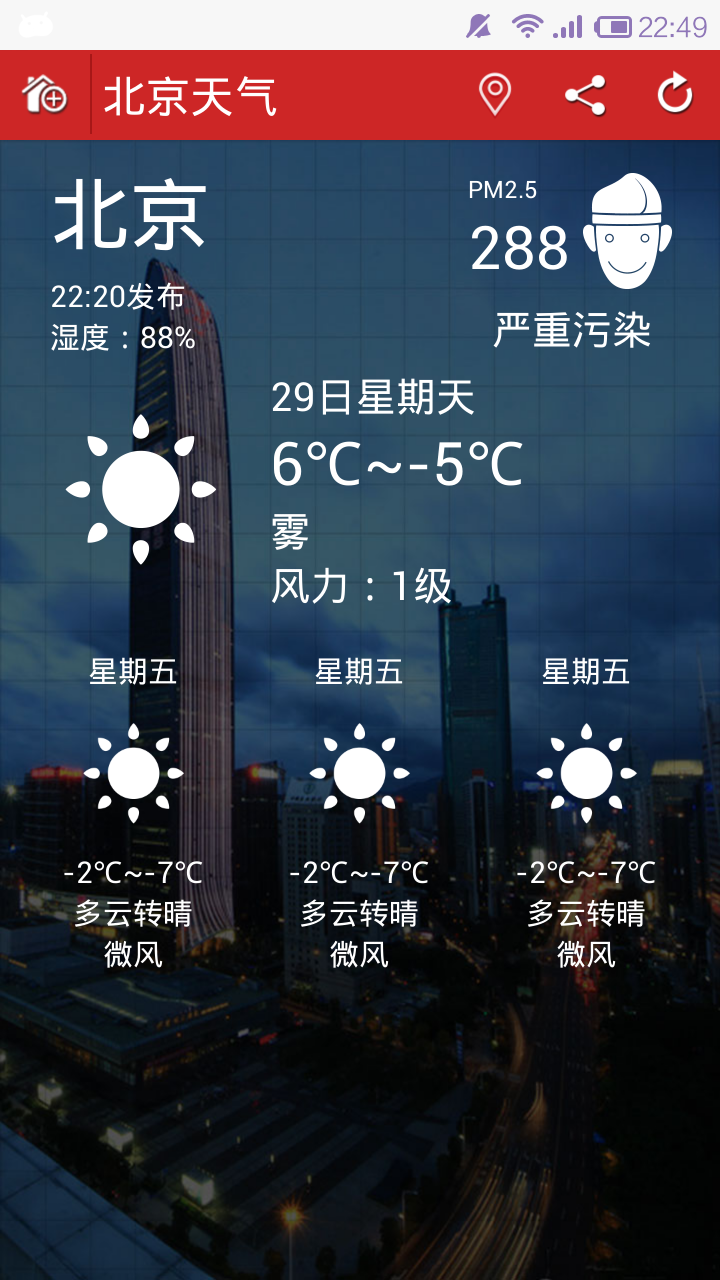 22:49
北京天气
北京
PM2.5
288
22:20发布
湿度：88%
严重污染
29日星期天
6℃~-5℃
雾
风力：1级
星期五 星期五 星期五
-2℃~-7℃ -2℃~-7℃ -2℃~-7℃
多云转晴 多云转晴 多云转晴
微风 微风 微风